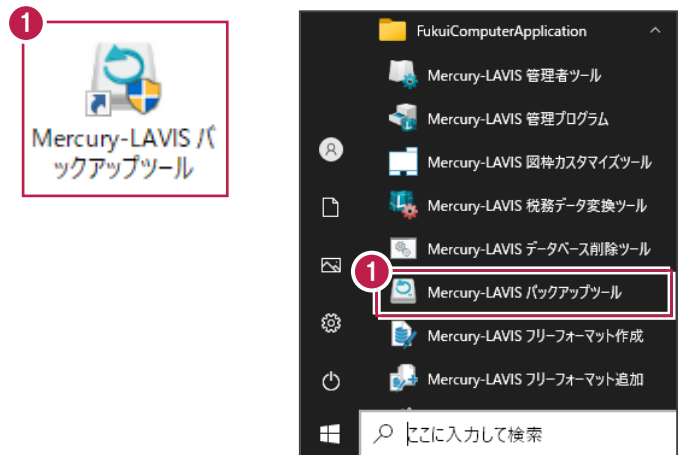 1
Mercury-LAVIS バ
ックアップツール
FukuiComputerApplication
Mercury-LAVIS 管理者ツール
Mercury-LAVIS 管理プログラム
Mercury-LAVIS 図枠カスタマイズツール
Mercury-LAVIS 税務データ変換ツール
Mercury-LAVIS データベース削除ツール
1
Mercury-LAVIS バックアップツール
Mercury-LAVIS フリーフォーマット作成
Mercury-LAVIS フリーフォーマット追加
ここに入力して検索